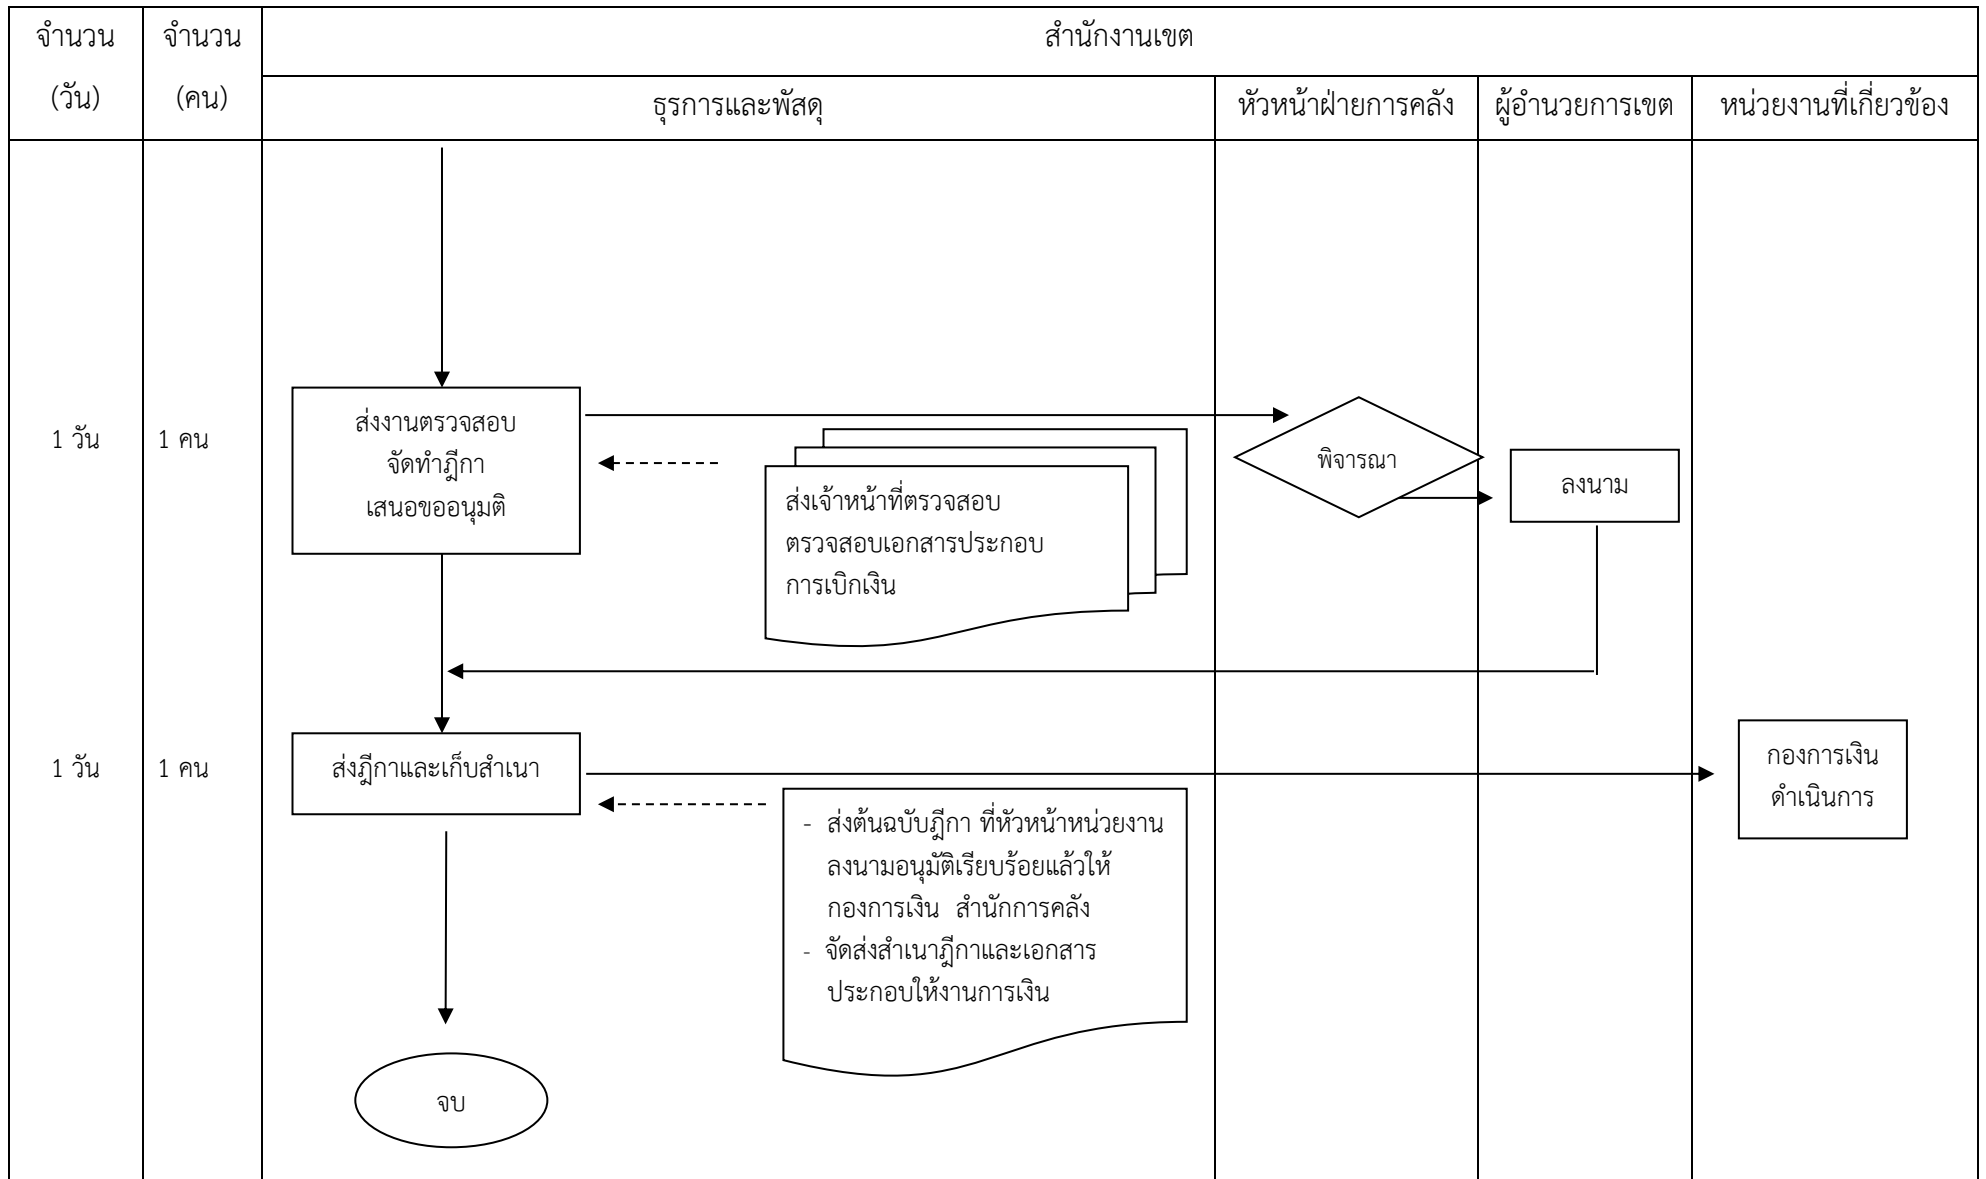 จำนวน
(วัน)
จำนวน
(คน)
สำนักงานเขต
ธุรการและพัสดุ
หัวหน้าฝ่ายการคลัง
ผู้อำนวยการเขต
หน่วยงานที่เกี่ยวข้อง
1 วัน
1 คน
ส่งงานตรวจสอบ
จัดทำฎีกา
เสนอขออนุมติ
ส่งเจ้าหน้าที่ตรวจสอบ
ตรวจสอบเอกสารประกอบ
การเบิกเงิน
พิจารณา
ลงนาม
1 วัน
1 คน
ส่งฎีกาและเก็บสำเนา
- ส่งต้นฉบับฎีกา ที่หัวหน้าหน่วยงาน
ลงนามอนุมัติเรียบร้อยแล้วให้
กองการเงิน สำนักการคลัง
- จัดส่งสำเนาฎีกาและเอกสาร
ประกอบให้งานการเงิน
กองการเงิน
ดำเนินการ
จบ